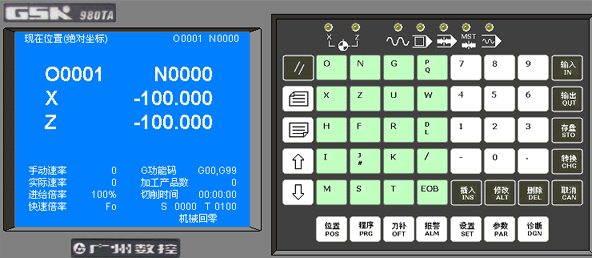 GSK 980TA
现在位置(绝对坐标) O0001 N0000
O0001 N0000
X -100.000
Z -100.000
手动速率 0 G功能码 G00,G99
实际速率 0 加工产品数 0
进给倍率 100% 切削时间 00:00:00
快速倍率 Fo S 0000 T 0100
机械回零
G广州数控
X Z MST
// O N G P Q 7 8 9 输入 IN
X Z U W 4 5 6 输出 OUT
H F R D L 1 2 3 存盘 STO
I J # K / - 0 . 转换 CHG
M S T EOB 插入 INS 修改 ALT 删除 DEL 取消 CAN
位置 POS 程序 PRG 刀补 OFT 报警 ALM 设置 SET 参数 PAR 诊断 DGN